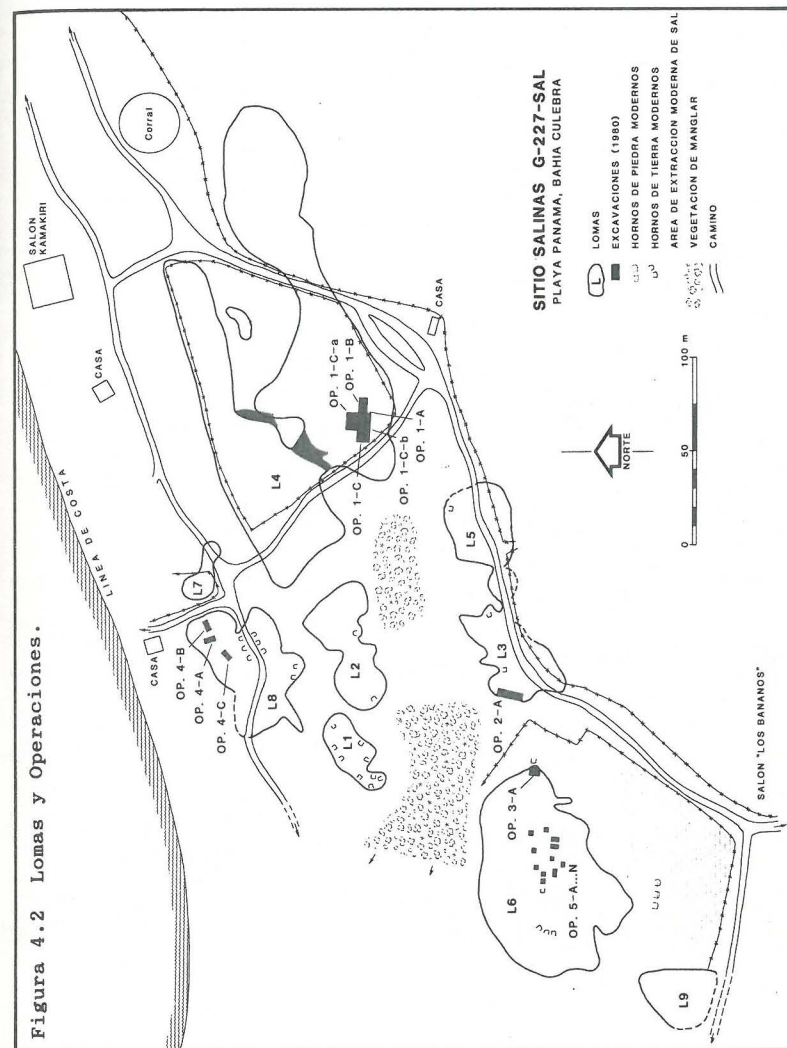 Figura 4.2 Lomas y Operaciones.
LINEA DE COSTA
SALON
KAMAKIRI
Corral
CASA
CASA
L7
OP. 4-B
OP. 4-A
OP. 4-C
L8
L4
OP. 1-C-a
OP. 1-B
OP. 1-C
OP. 1-C-b
OP. 1-A
CASA
L2
L1
L5
L3
OP. 2-A
OP. 3-A
L6
OP. 5-A...N
L9
SALON "LOS BANANOS"
NORTE
0
50
100 m
SITIO SALINAS G-227-SAL
PLAYA PANAMA, BAHIA CULEBRA
L
LOMAS
EXCAVACIONES (1980)
HORNOS DE PIEDRA MODERNOS
HORNOS DE TIERRA MODERNOS
AREA DE EXTRACCION MODERNA DE SAL
VEGETACION DE MANGLAR
CAMINO